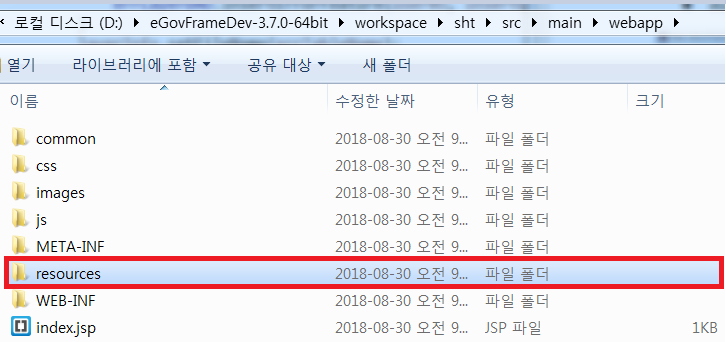 로컬 디스크 (D:) ▸ eGovFrameDev-3.7.0-64bit ▸ workspace ▸ sht ▸ src ▸ main ▸ webapp ▸
열기 라이브러리에 포함 ▾ 공유 대상 ▾ 새 폴더
이름 수정한 날짜 유형 크기
common 2018-08-30 오전 9... 파일 폴더
css 2018-08-30 오전 9... 파일 폴더
images 2018-08-30 오전 9... 파일 폴더
js 2018-08-30 오전 9... 파일 폴더
META-INF 2018-08-30 오전 9... 파일 폴더
resources 2018-08-30 오전 9... 파일 폴더
WEB-INF 2018-08-30 오전 9... 파일 폴더
index.jsp 2018-08-30 오전 9... JSP 파일 1KB